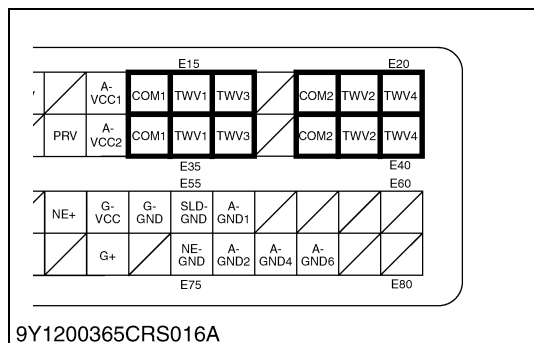 E15 E20
A-VCC1 COM1 TWV1 TWV3 COM2 TWV2 TWV4
PRV A-VCC2 COM1 TWV1 TWV3 COM2 TWV2 TWV4
E35 E40
E55 E60
NE+ G-VCC G-GND SLD-GND A-GND1
G+ NE-GND A-GND2 A-GND4 A-GND6
E75 E80
9Y1200365CRS016A